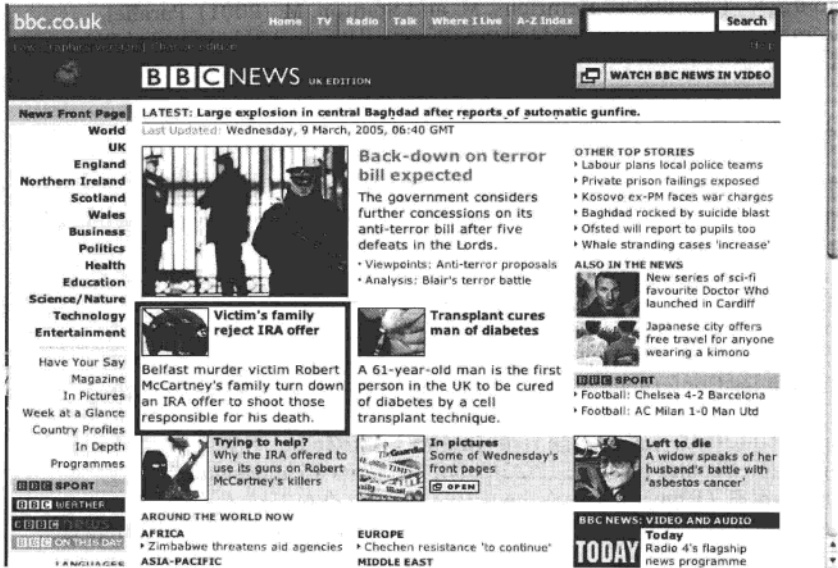 bbc.co.uk
Home TV Radio Talk Where I Live A-Z Index
Search
Help
BBC NEWS UK EDITION
WATCH BBC NEWS IN VIDEO
News Front Page
World
UK
England
Northern Ireland
Scotland
Wales
Business
Politics
Health
Education
Science/Nature
Technology
Entertainment
Have Your Say
Magazine
In Pictures
Week at a Glance
Country Profiles
In Depth
Programmes
BBC SPORT
BBC WEATHER
CBBC NEWS
BBC ON THIS DAY
LANGUAGES
LATEST: Large explosion in central Baghdad after reports of automatic gunfire.
Last Updated: Wednesday, 9 March, 2005, 06:40 GMT
Back-down on terror
bill expected
The government considers
further concessions on its
anti-terror bill after five
defeats in the Lords.
Viewpoints: Anti-terror proposals
Analysis: Blair's terror battle
Victim's family
reject IRA offer
Belfast murder victim Robert
McCartney's family turn down
an IRA offer to shoot those
responsible for his death.
Transplant cures
man of diabetes
A 61-year-old man is the first
person in the UK to be cured
of diabetes by a cell
transplant technique.
Trying to help?
Why the IRA offered to
use its guns on Robert
McCartney's killers
In pictures
Some of Wednesday's
front pages
OPEN
OTHER TOP STORIES
Labour plans local police teams
Private prison failings exposed
Kosovo ex-PM faces war charges
Baghdad rocked by suicide blast
Ofsted will report to pupils too
Whale stranding cases 'increase'
ALSO IN THE NEWS
New series of sci-fi
favourite Doctor Who
launched in Cardiff
Japanese city offers
free travel for anyone
wearing a kimono
BBC SPORT
Football: Chelsea 4-2 Barcelona
Football: AC Milan 1-0 Man Utd
Left to die
A widow speaks of her
husband's battle with
'asbestos cancer'
AROUND THE WORLD NOW
AFRICA
Zimbabwe threatens aid agencies
ASIA-PACIFIC
EUROPE
Chechen resistance 'to continue'
MIDDLE EAST
BBC NEWS: VIDEO AND AUDIO
TODAY
Today
Radio 4's flagship
news programme